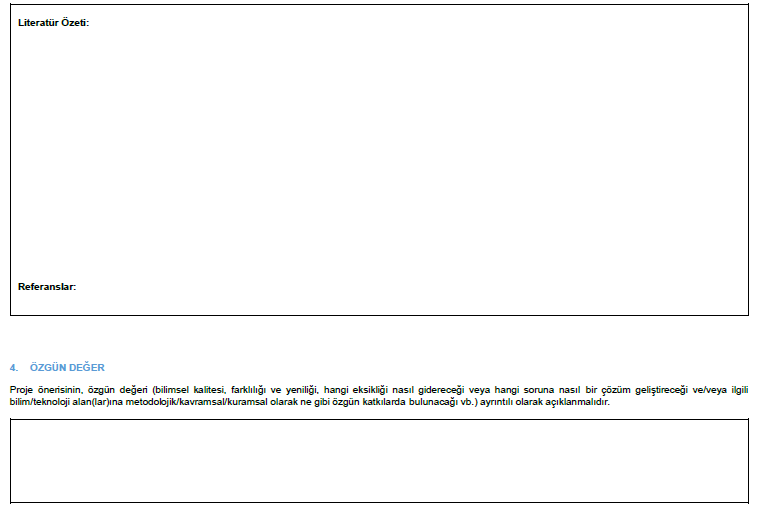 Literatür Özeti:
Referanslar:
4. ÖZGÜN DEĞER
Proje önerisinin, özgün değeri (bilimsel kalitesi, farklılığı ve yeniliği, hangi eksikliği nasıl gidereceği veya hangi soruna nasıl bir çözüm geliştireceği ve/veya ilgili
bilim/teknoloji alan(lar)ına metodolojik/kavramsal/kuramsal olarak ne gibi özgün katkılarda bulunacağı vb.) ayrıntılı olarak açıklanmalıdır.